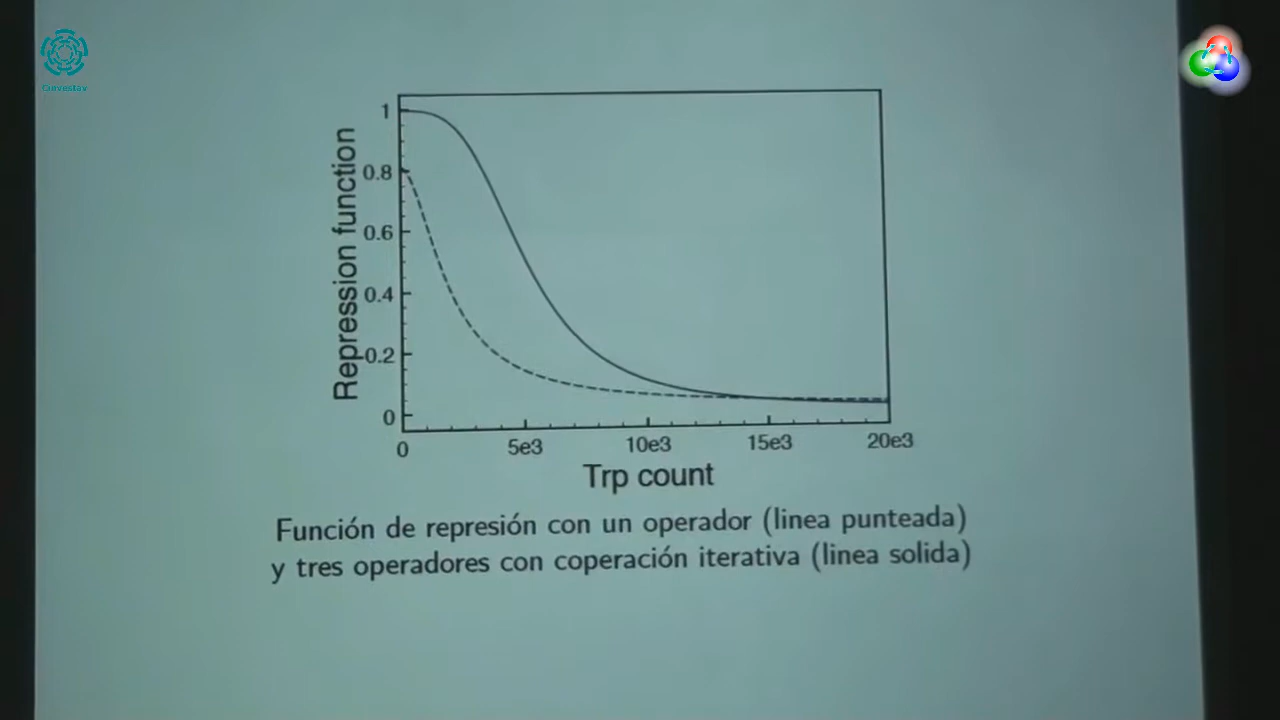 Cinvestav
1
0.8
0.6
0.4
0.2
0
Repression function
0
5e3
10e3
15e3
20e3
Trp count
Función de represión con un operador (linea punteada)
y tres operadores con coperación iterativa (linea solida)